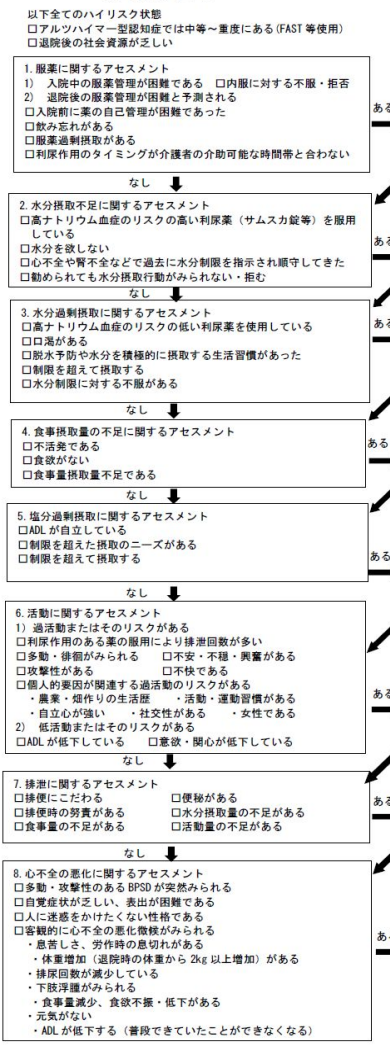 以下全てのハイリスク状態
□アルツハイマー型認知症では中等～重度にある(FAST 等使用)
□退院後の社会資源が乏しい
1.服薬に関するアセスメント
1) 入院中の服薬管理が困難である □内服に対する不服・拒否
2) 退院後の服薬管理が困難と予測される
□入院前に薬の自己管理が困難であった
□飲み忘れがある
□服薬過剰摂取がある
□利尿作用のタイミングが介護者の介助可能な時間帯と合わない
ある
なし
2.水分摂取不足に関するアセスメント
□高ナトリウム血症のリスクの高い利尿薬（サムスカ錠等）を服用
している
□水分を欲しない
□心不全や腎不全などで過去に水分制限を指示され順守してきた
□勧められても水分摂取行動がみられない・拒む
ある
なし
3.水分過剰摂取に関するアセスメント
□高ナトリウム血症のリスクの低い利尿薬を使用している
□口渇がある
□脱水予防や水分を積極的に摂取する生活習慣があった
□制限を超えて摂取する
□水分制限に対する不服がある
ある
なし
4.食事摂取量の不足に関するアセスメント
□不活発である
□食欲がない
□食事量摂取量不足である
ある
なし
5.塩分過剰摂取に関するアセスメント
□ADLが自立している
□制限を超えた摂取のニーズがある
□制限を超えて摂取する
ある
なし
6.活動に関するアセスメント
1) 過活動またはそのリスクがある
□利尿作用のある薬の服用により排泄回数が多い
□多動・徘徊がみられる □不安・不穏・興奮がある
□攻撃性がある □不快である
□個人的要因が関連する過活動のリスクがある
・農業・畑作りの生活歴 ・活動・運動習慣がある
・自立心が強い ・社交性がある ・女性である
2) 低活動またはそのリスクがある
□ADLが低下している □意欲・関心が低下している
ある
なし
7.排泄に関するアセスメント
□排便にこだわる □便秘がある
□排便時の努責がある □水分摂取量の不足がある
□食事量の不足がある □活動量の不足がある
ある
なし
8.心不全の悪化に関するアセスメント
□多動・攻撃性のあるBPSDが突然みられる
□自覚症状が乏しい、表出が困難である
□人に迷惑をかけたくない性格である
□客観的に心不全の悪化徴候がみられる
・息苦しさ、労作時の息切れがある
・体重増加（退院時の体重から 2kg 以上増加）がある
・排尿回数が減少している
・下肢浮腫がみられる
・食事量減少、食欲不振・低下がある
・元気がない
・ADLが低下する（普段できていたことができなくなる）
ある